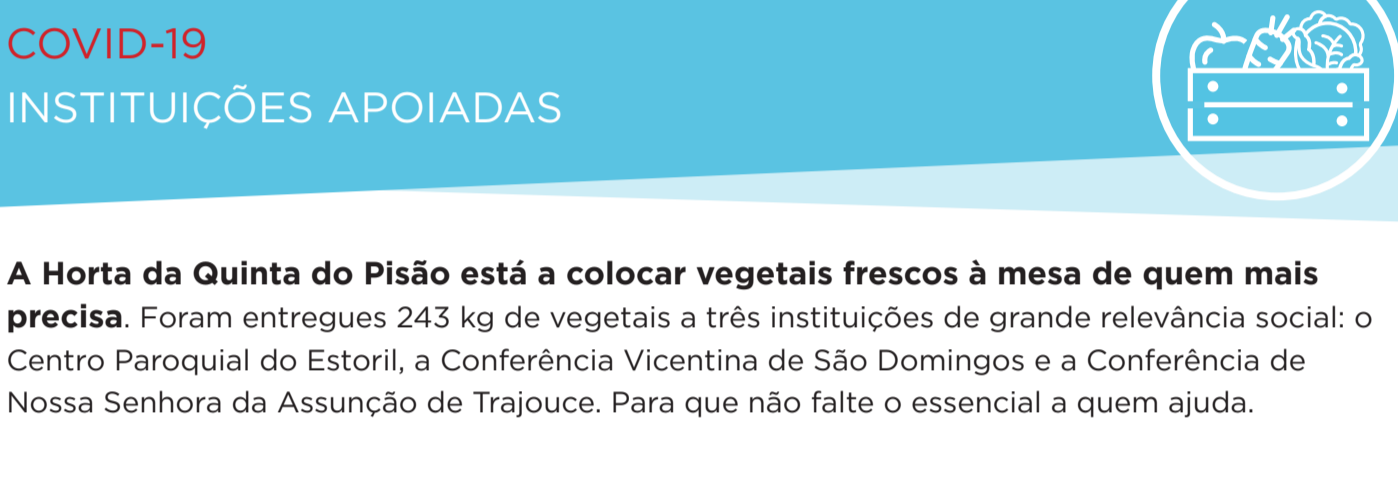 COVID-19
INSTITUIÇÕES APOIADAS
A Horta da Quinta do Pisão está a colocar vegetais frescos à mesa de quem mais
precisa. Foram entregues 243 kg de vegetais a três instituições de grande relevância social: o
Centro Paroquial do Estoril, a Conferência Vicentina de São Domingos e a Conferência de
Nossa Senhora da Assunção de Trajouce. Para que não falte o essencial a quem ajuda.